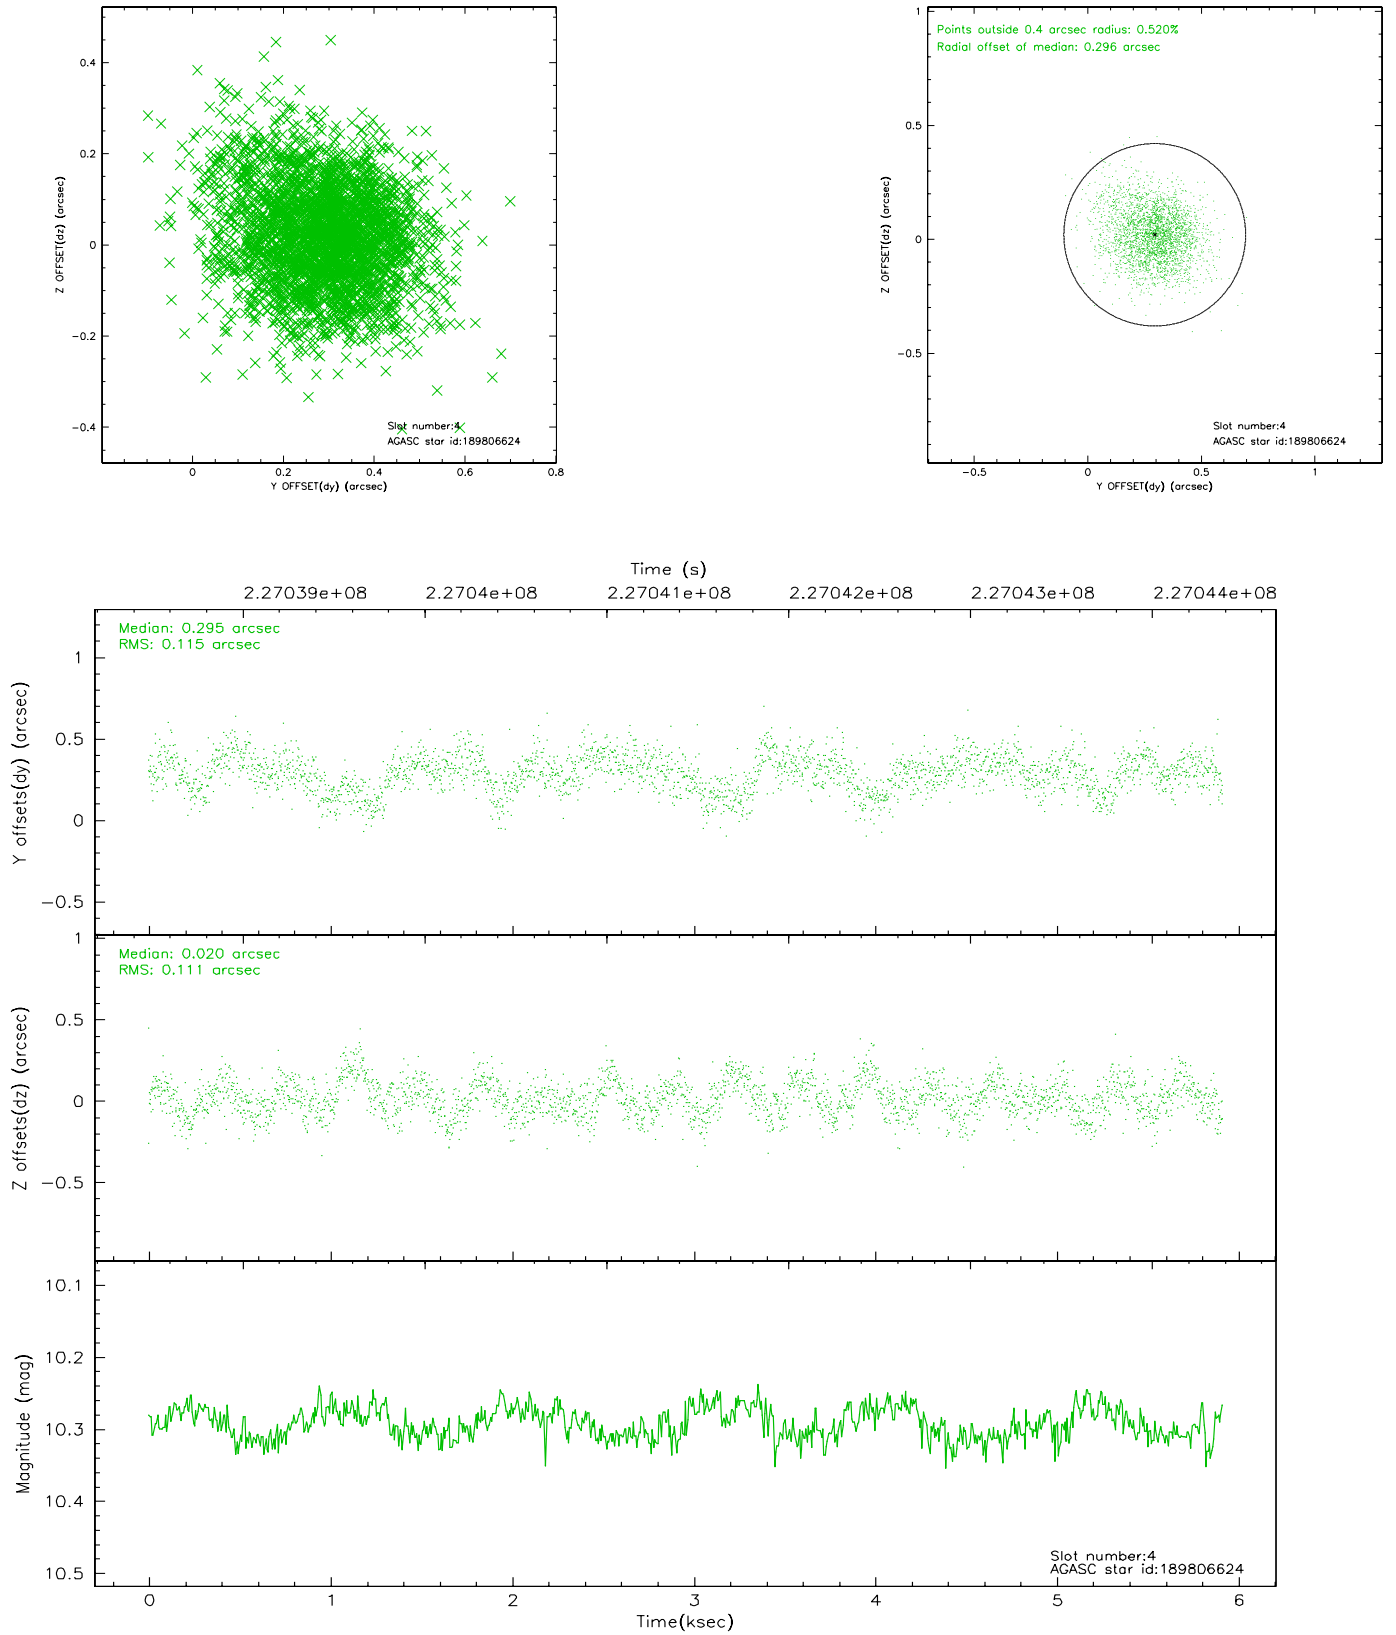 0.4
0.2
0
−0.2
−0.4
Z OFFSET(dz) (arcsec)
Slot number:4
AGASC star id:189806624
0
0.2
0.4
0.6
0.8
Y OFFSET(dy) (arcsec)
Points outside 0.4 arcsec radius: 0.520%
Radial offset of median: 0.296 arcsec
1
0.5
0
−0.5
Z OFFSET(dz) (arcsec)
Slot number:4
AGASC star id:189806624
−0.5
0
0.5
1
Y OFFSET(dy) (arcsec)
Time (s)
2.27039e+08
2.2704e+08
2.27041e+08
2.27042e+08
2.27043e+08
2.27044e+08
Median: 0.295 arcsec
RMS: 0.115 arcsec
1
0.5
0
−0.5
Y offsets(dy) (arcsec)
Median: 0.020 arcsec
RMS: 0.111 arcsec
1
0.5
0
−0.5
Z offsets(dz) (arcsec)
10.1
10.2
10.3
10.4
10.5
Magnitude (mag)
Slot number:4
AGASC star id:189806624
0
1
2
3
4
5
6
Time(ksec)